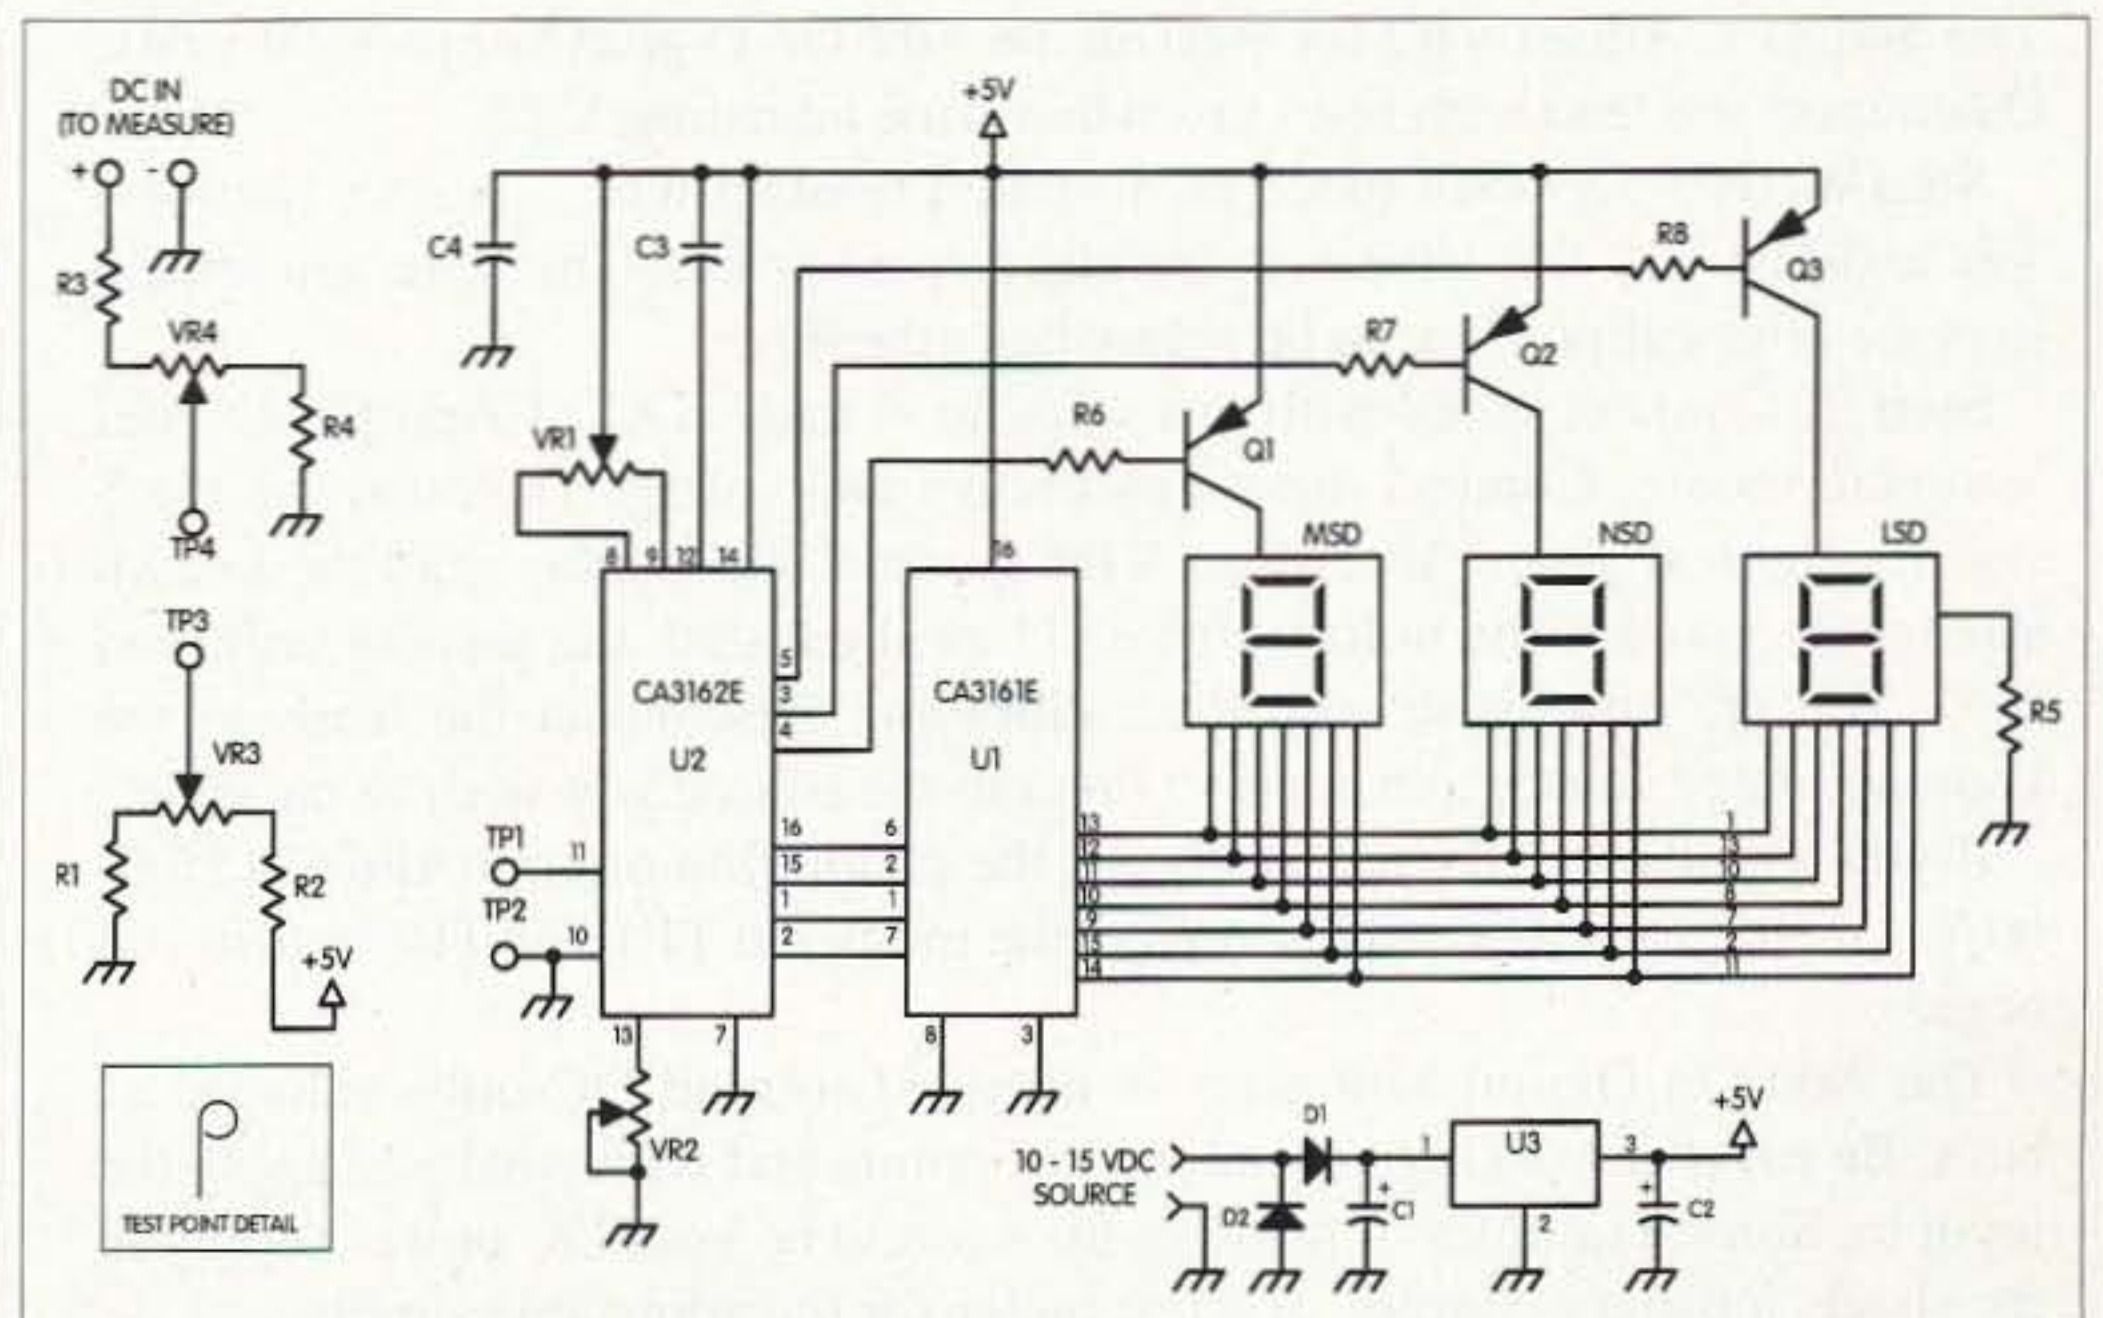 DC IN
(TO MEASURE)
+ -
R3
VR4
R4
TP4
TP3
VR3
R1
R2
+5V
TEST POINT DETAIL
+5V
C4
C3
VR1
8 9 12 14
CA3162E
U2
5
3
4
16
15
1
2
TP1
11
TP2
10
13
7
VR2
16
CA3161E
U1
6
2
1
7
8
3
13
12
11
10
9
15
14
R6
Q1
R7
Q2
R8
Q3
MSD
NSD
LSD
R5
1
13
10
8
7
2
11
10 - 15 VDC
SOURCE
D1
D2
+
C1
1
U3
2
3
+
C2
+5V